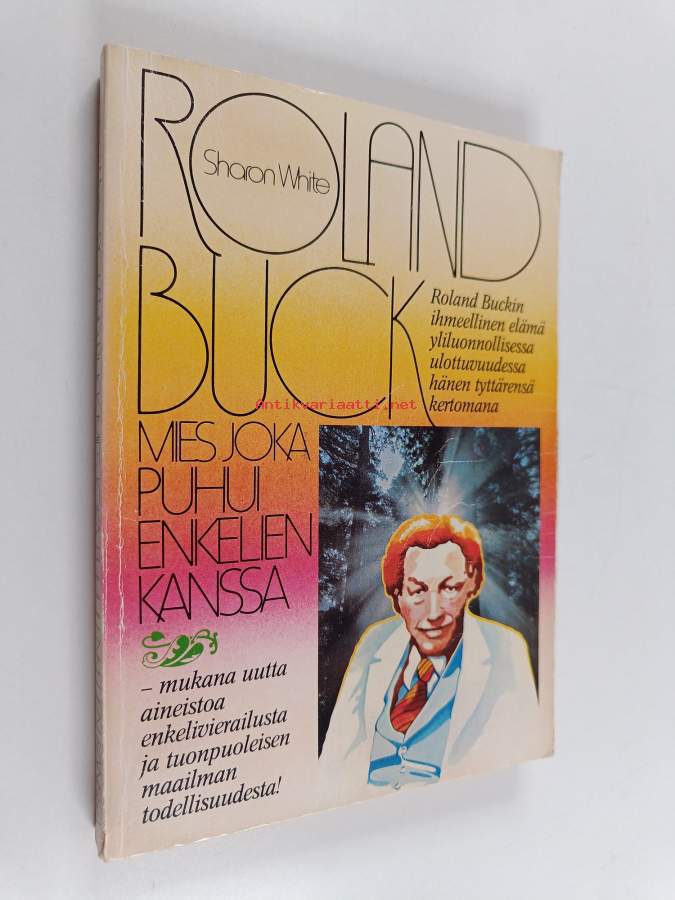 ROLAND
Sharon White
BUCK
Roland Buckin
ihmeellinen elämä
yliluonnollisessa
ulottuvuudessa
hänen tyttärensä
kertomana
Antikvariaatti.net
MIES JOKA
PUHUI
ENKELIEN
KANSSA
– mukana uutta
aineistoa
enkelivierailusta
ja tuonpuoleisen
maailman
todellisuudesta!